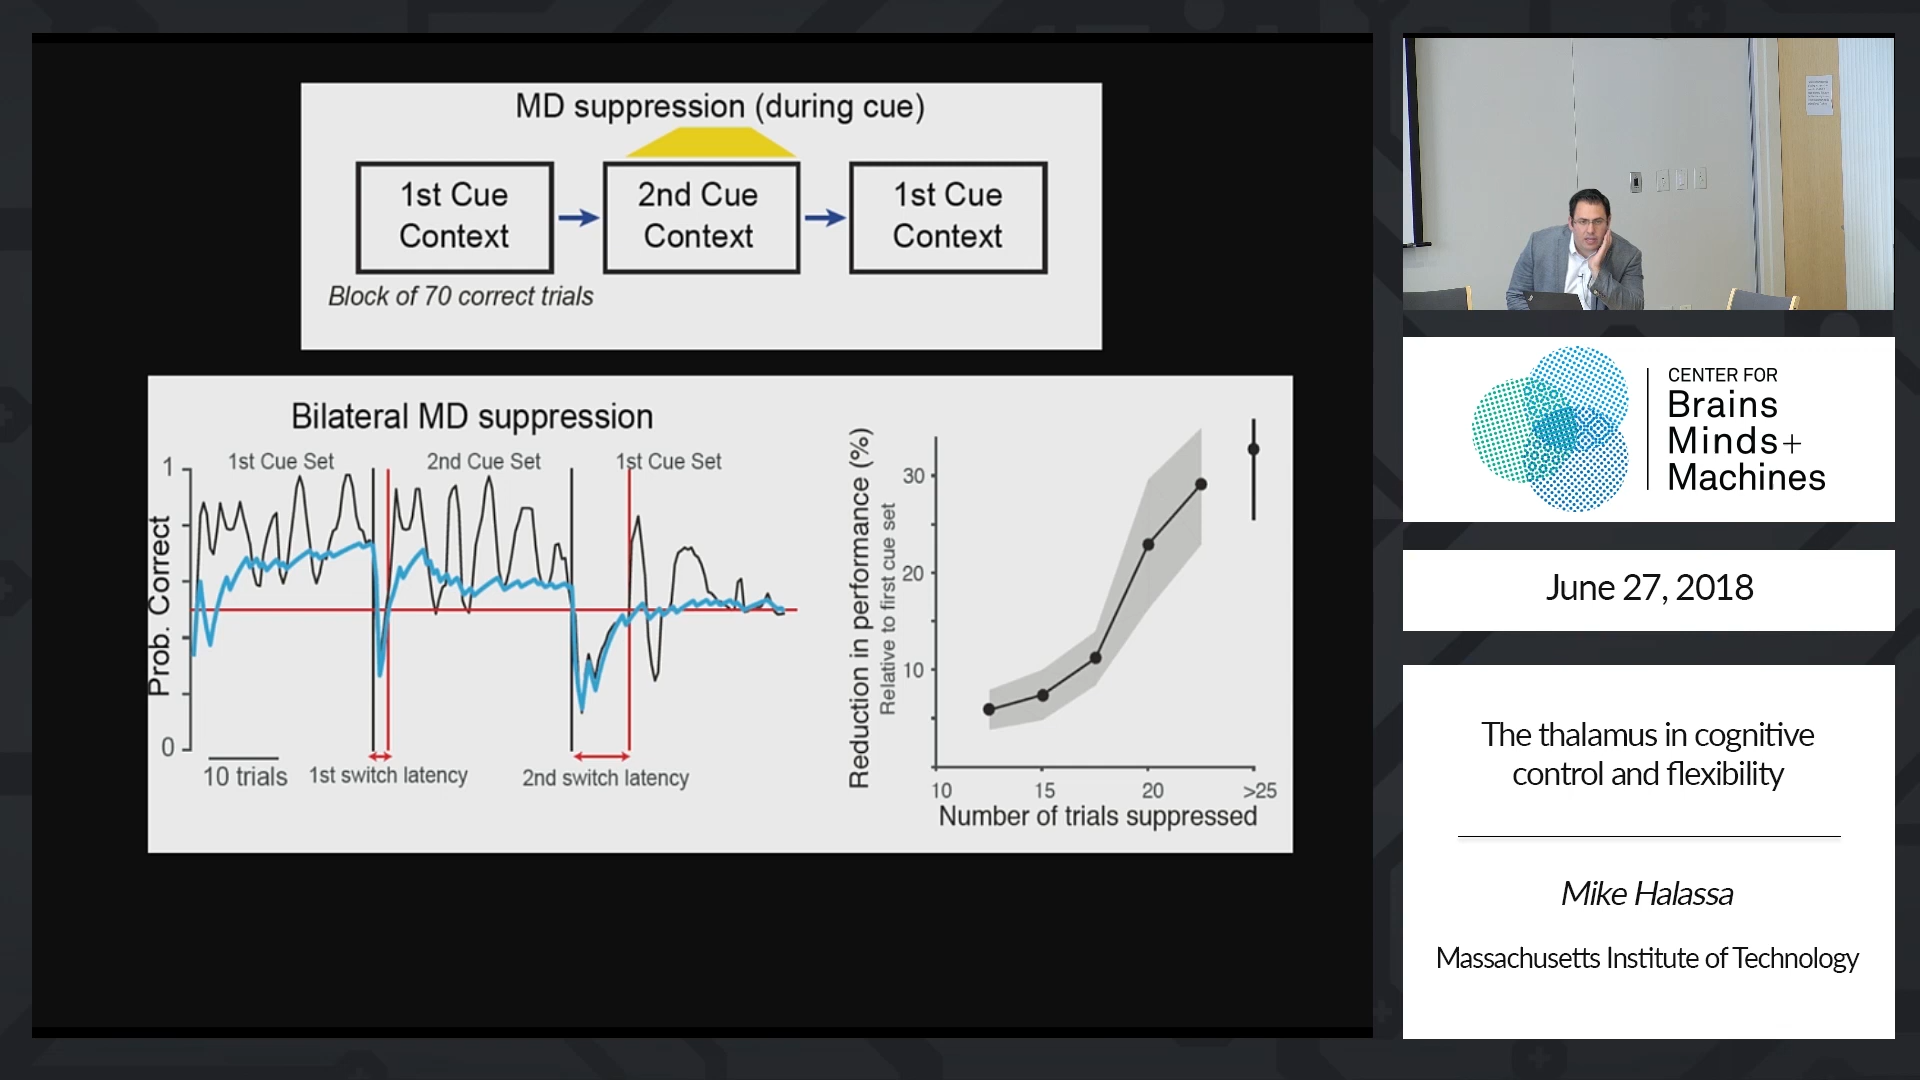 MD suppression (during cue)
1st Cue
Context
2nd Cue
Context
1st Cue
Context
Block of 70 correct trials
Bilateral MD suppression
1st Cue Set
2nd Cue Set
1st Cue Set
1
Prob. Correct
0
10 trials
1st switch latency
2nd switch latency
Reduction in performance (%)
Relative to first cue set
30
20
10
10
15
20
>25
Number of trials suppressed
CENTER FOR
Brains
Minds+
Machines
June 27, 2018
The thalamus in cognitive
control and flexibility
Mike Halassa
Massachusetts Institute of Technology